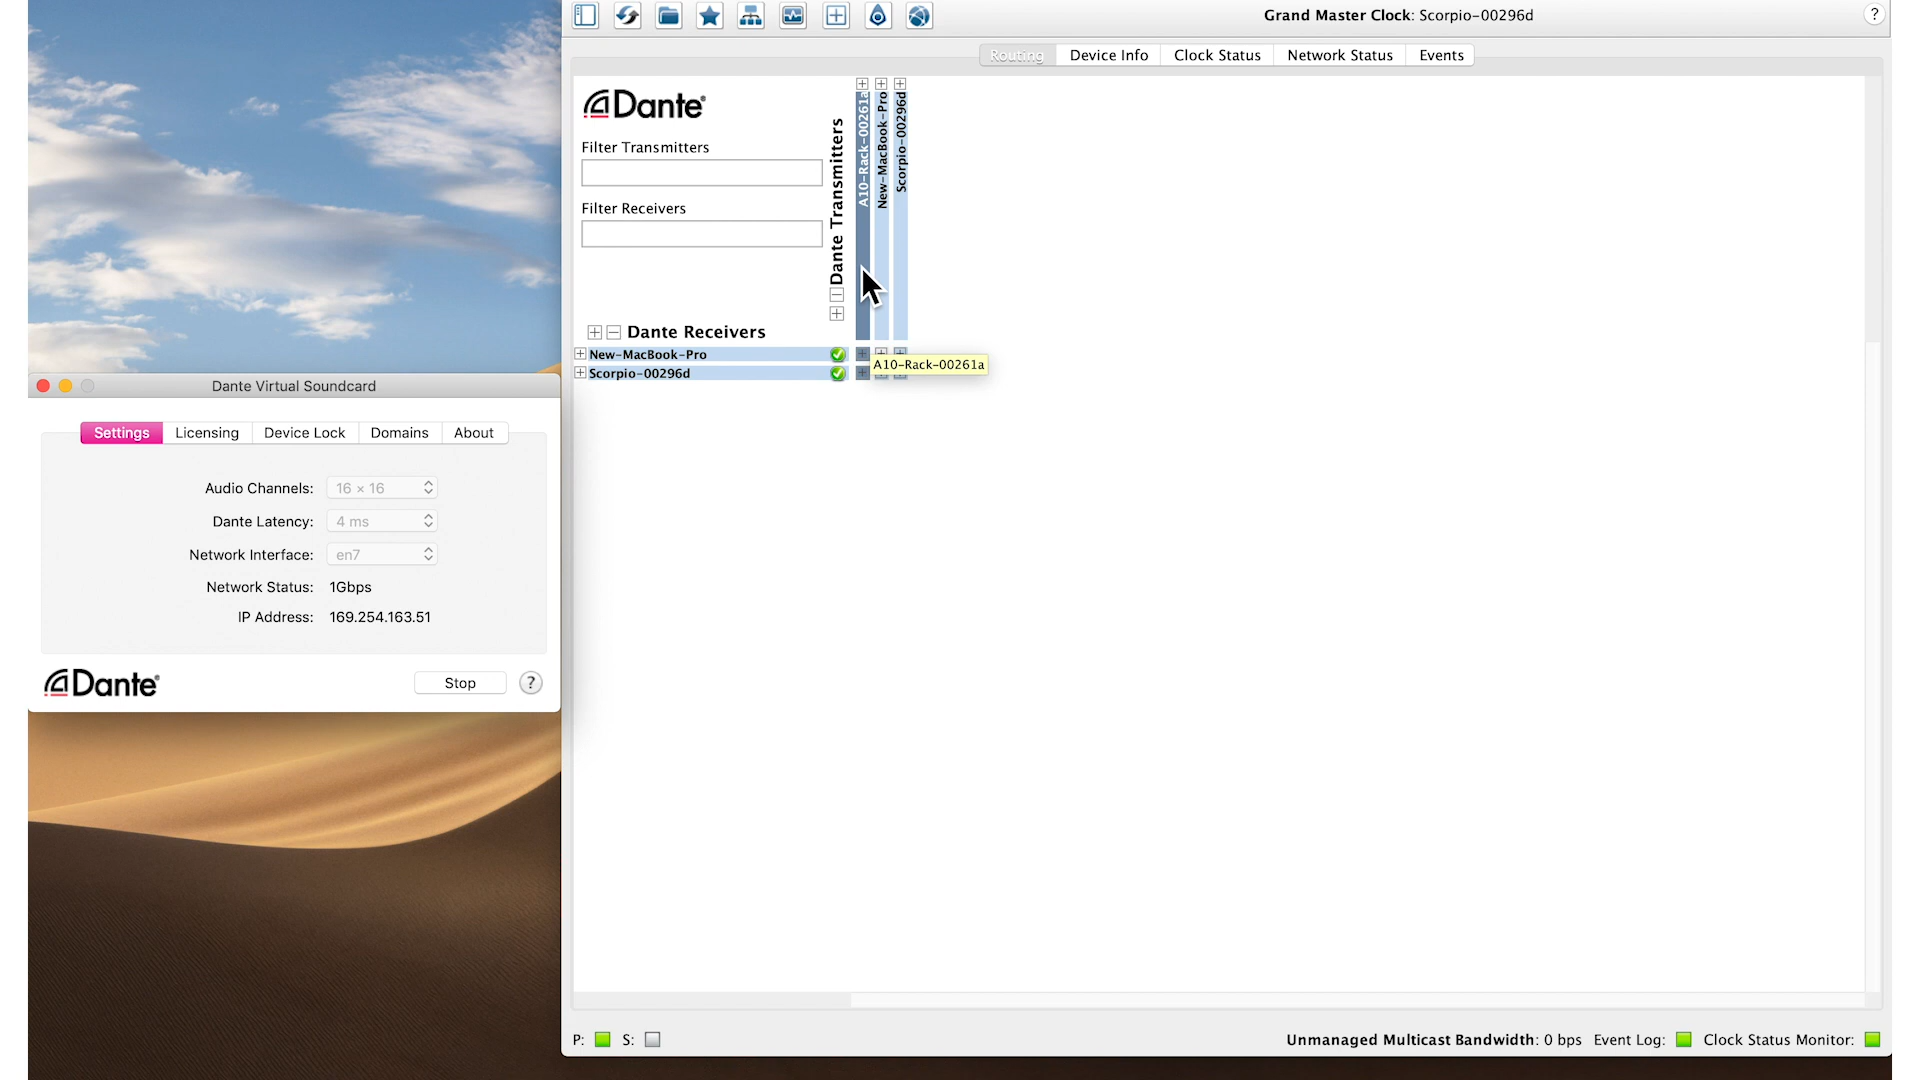 Grand Master Clock: Scorpio-00296d
?
Routing
Device Info
Clock Status
Network Status
Events
Dante
Filter Transmitters
Filter Receivers
Dante Transmitters
A10-Rack-00261a
New-MacBook-Pro
Scorpio-00296d
Dante Receivers
New-MacBook-Pro
Scorpio-00296d
A10-Rack-00261a
Dante Virtual Soundcard
Settings
Licensing
Device Lock
Domains
About
Audio Channels: 16 × 16
Dante Latency: 4 ms
Network Interface: en7
Network Status: 1Gbps
IP Address: 169.254.163.51
Dante
Stop
?
P:
S:
Unmanaged Multicast Bandwidth: 0 bps
Event Log:
Clock Status Monitor: